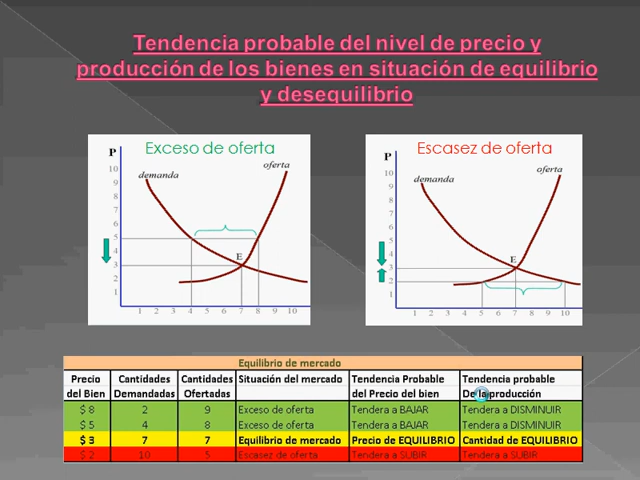 Tendencia probable del nivel de precio y
producción de los bienes en situación de equilibrio
y desequilibrio
Exceso de oferta
P
oferta
demanda
10
9
8
7
6
5
4
3
2
1
E
1 2 3 4 5 6 7 8 9 10
Escasez de oferta
P
oferta
demanda
10
9
8
7
6
5
4
3
2
1
E
1 2 3 4 5 6 7 8 9 10
Equilibrio de mercado
Precio del Bien | Cantidades Demandadas | Cantidades Ofertadas | Situación del mercado | Tendencia Probable del Precio del bien | Tendencia probable De la producción
$ 8 2 9 Exceso de oferta Tendera a BAJAR Tendera a DISMINUIR
$ 5 4 8 Exceso de oferta Tendera a BAJAR Tendera a DISMINUIR
$ 3 7 7 Equilibrio de mercado Precio de EQUILIBRIO Cantidad de EQUILIBRIO
$ 2 10 5 Escasez de oferta Tendera a SUBIR Tendera a SUBIR